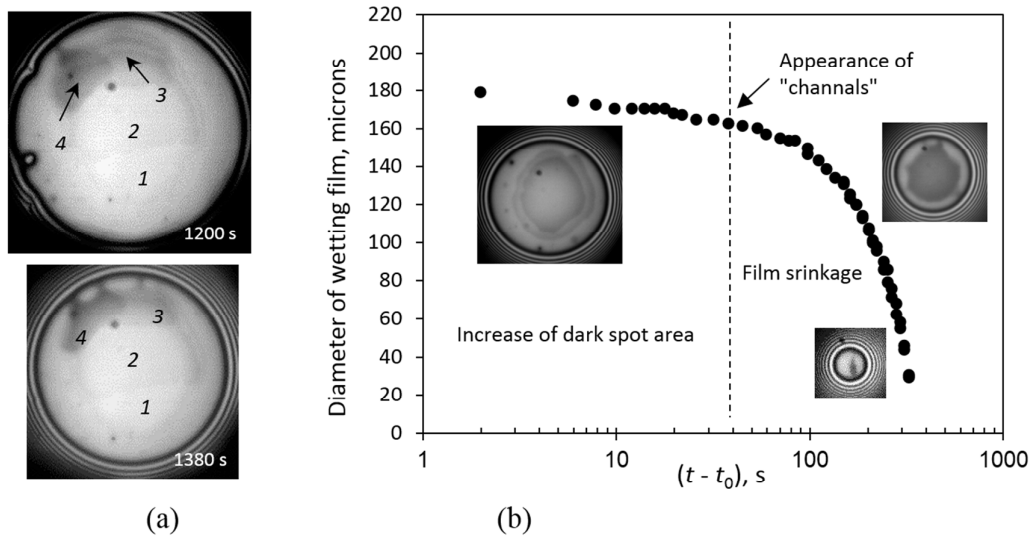 3
4
2
1
1200 s
4
3
2
1
1380 s
(a)
Diameter of wetting film, microns
220
200
180
160
140
120
100
80
60
40
20
0
Appearance of
"channels"
Film srinkage
Increase of dark spot area
1
10
100
1000
(t - t0), s
(b)